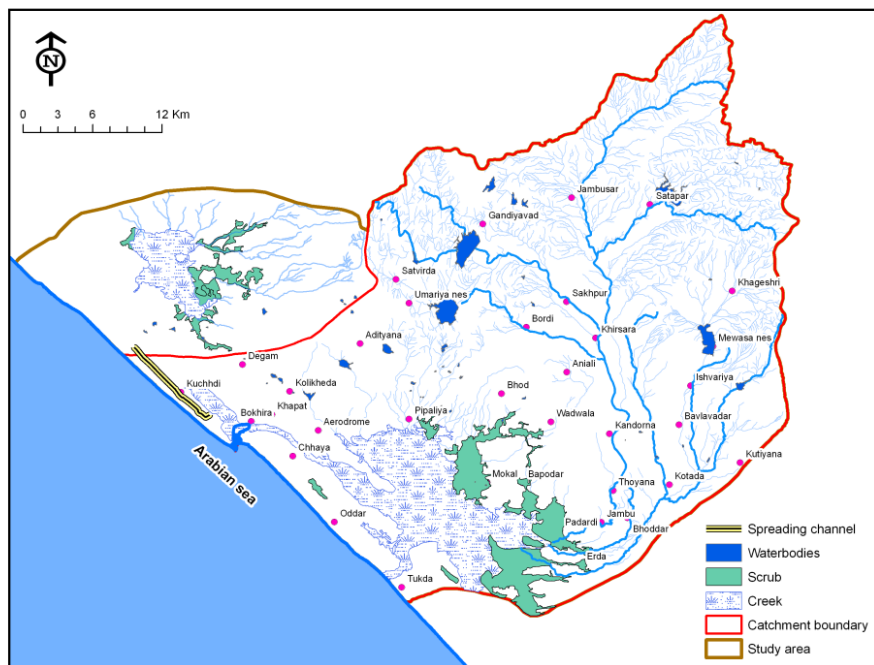 N
0 3 6 12 Km
Jambusar
Satapar
Gandiyavad
Satvirda
Umariya nes
Sakhpur
Khageshri
Bordi
Khirsara
Mewasa nes
Adityana
Degam
Aniali
Kuchhdi
Kolikheda
Bhod
Ishvariya
Bokhira
Khapat
Pipaliya
Wadwala
Aerodrome
Kandorna
Bavlavadar
Chhaya
Arabian sea
Mokal
Bapodar
Kutiyana
Thoyana
Kotada
Oddar
Padardi
Jambu
Bhoddar
Erda
Tukda
Spreading channel
Waterbodies
Scrub
Creek
Catchment boundary
Study area